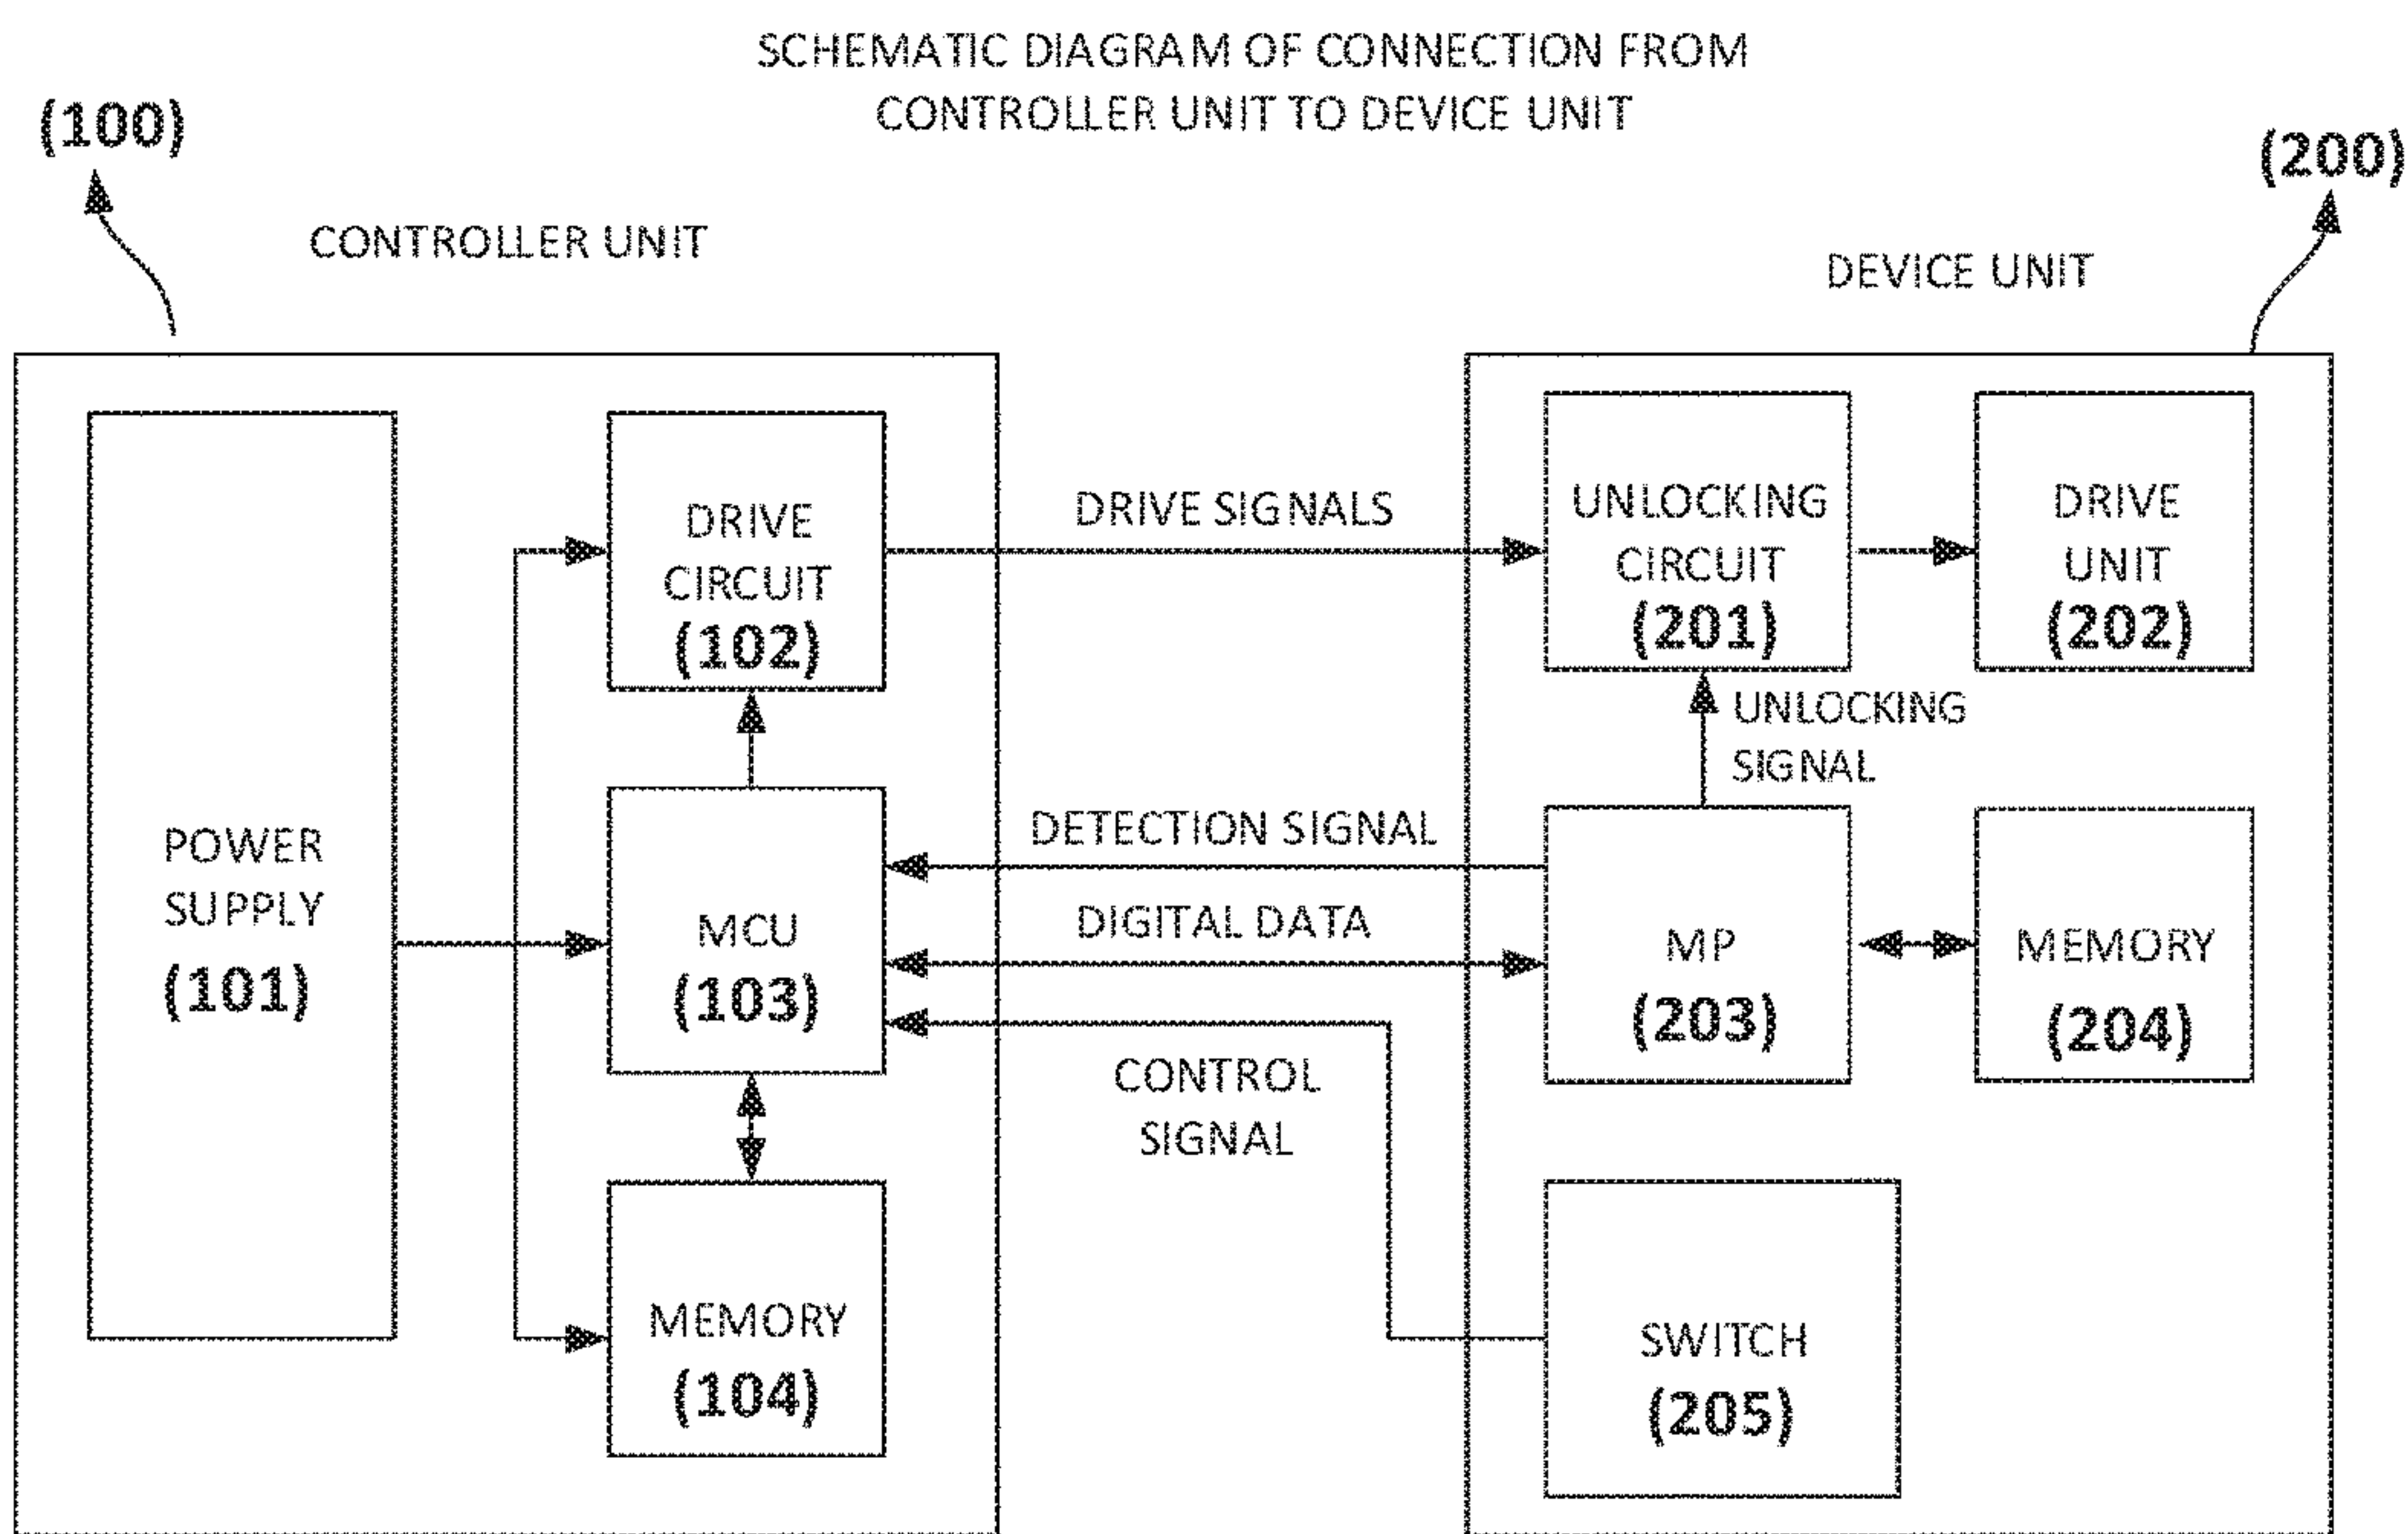 SCHEMATIC DIAGRAM OF CONNECTION FROM
CONTROLLER UNIT TO DEVICE UNIT
(100)
(200)
CONTROLLER UNIT
DEVICE UNIT
POWER
SUPPLY
(101)
DRIVE
CIRCUIT
(102)
MCU
(103)
MEMORY
(104)
DRIVE SIGNALS
DETECTION SIGNAL
DIGITAL DATA
CONTROL
SIGNAL
UNLOCKING
CIRCUIT
(201)
DRIVE
UNIT
(202)
UNLOCKING
SIGNAL
MP
(203)
MEMORY
(204)
SWITCH
(205)